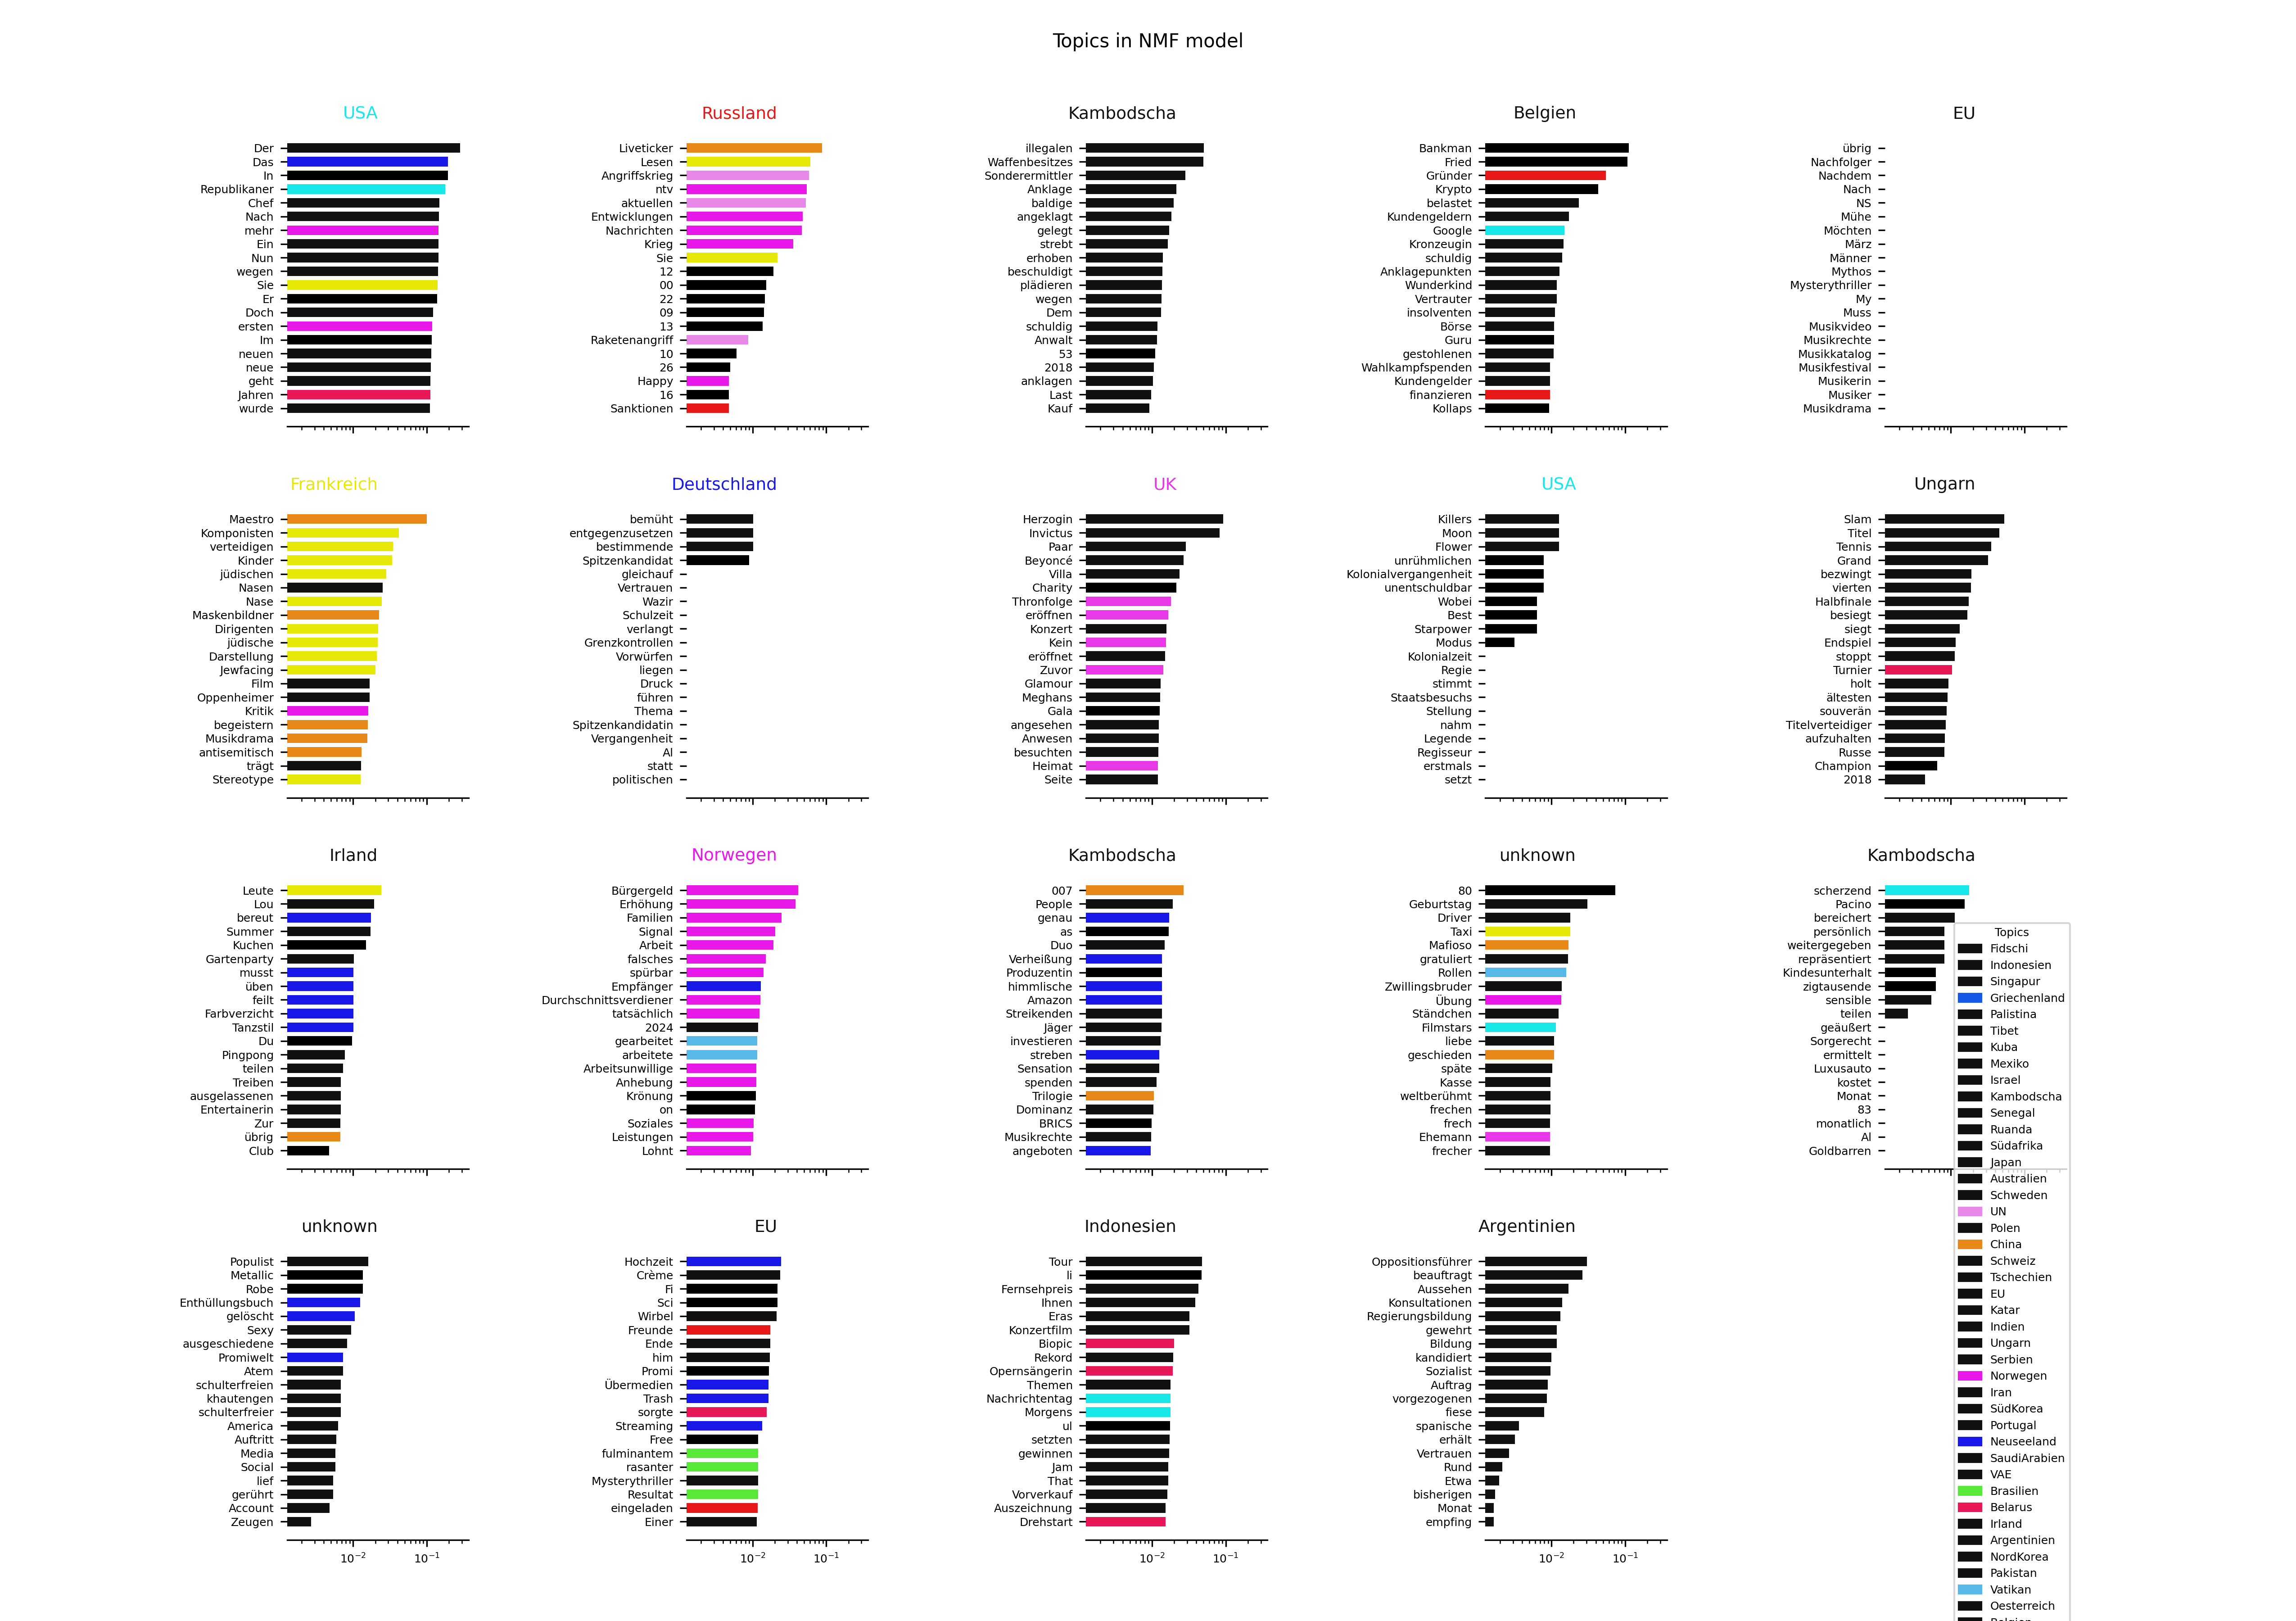 Topics in NMF model
USA
Der
Das
In
Republikaner
Chef
Nach
mehr
Ein
Nun
wegen
Sie
Er
Doch
ersten
Im
neuen
neue
geht
Jahren
wurde
Russland
Liveticker
Lesen
Angriffskrieg
ntv
aktuellen
Entwicklungen
Nachrichten
Krieg
Sie
12
00
22
09
13
Raketenangriff
10
26
Happy
16
Sanktionen
Kambodscha
illegalen
Waffenbesitzes
Sonderermittler
Anklage
baldige
angeklagt
gelegt
strebt
erhoben
beschuldigt
plädieren
wegen
Dem
schuldig
Anwalt
53
2018
anklagen
Last
Kauf
Belgien
Bankman
Fried
Gründer
Krypto
belastet
Kundengeldern
Google
Kronzeugin
schuldig
Anklagepunkten
Wunderkind
Vertrauter
insolventen
Börse
Guru
gestohlenen
Wahlkampfspenden
Kundengelder
finanzieren
Kollaps
EU
übrig
Nachfolger
Nachdem
Nach
NS
Mühe
Möchten
März
Männer
Mythos
Mysterythriller
My
Muss
Musikvideo
Musikrechte
Musikkatalog
Musikfestival
Musikerin
Musiker
Musikdrama
Frankreich
Maestro
Komponisten
verteidigen
Kinder
jüdischen
Nasen
Nase
Maskenbildner
Dirigenten
jüdische
Darstellung
Jewfacing
Film
Oppenheimer
Kritik
begeistern
Musikdrama
antisemitisch
trägt
Stereotype
Deutschland
bemüht
entgegenzusetzen
bestimmende
Spitzenkandidat
gleichauf
Vertrauen
Wazir
Schulzeit
verlangt
Grenzkontrollen
Vorwürfen
liegen
Druck
führen
Thema
Spitzenkandidatin
Vergangenheit
Al
statt
politischen
UK
Herzogin
Invictus
Paar
Beyoncé
Villa
Charity
Thronfolge
eröffnen
Konzert
Kein
eröffnet
Zuvor
Glamour
Meghans
Gala
angesehen
Anwesen
besuchten
Heimat
Seite
USA
Killers
Moon
Flower
unrühmlichen
Kolonialvergangenheit
unentschuldbar
Wobei
Best
Starpower
Modus
Kolonialzeit
Regie
stimmt
Staatsbesuchs
Stellung
nahm
Legende
Regisseur
erstmals
setzt
Ungarn
Slam
Titel
Tennis
Grand
bezwingt
vierten
Halbfinale
besiegt
siegt
Endspiel
stoppt
Turnier
holt
ältesten
souverän
Titelverteidiger
aufzuhalten
Russe
Champion
2018
Irland
Leute
Lou
bereut
Summer
Kuchen
Gartenparty
musst
üben
feilt
Farbverzicht
Tanzstil
Du
Pingpong
teilen
Treiben
ausgelassenen
Entertainerin
Zur
übrig
Club
Norwegen
Bürgergeld
Erhöhung
Familien
Signal
Arbeit
falsches
spürbar
Empfänger
Durchschnittsverdiener
tatsächlich
2024
gearbeitet
arbeitete
Arbeitsunwillige
Anhebung
Krönung
on
Soziales
Leistungen
Lohnt
Kambodscha
007
People
genau
as
Duo
Verheißung
Produzentin
himmlische
Amazon
Streikenden
Jäger
investieren
streben
Sensation
spenden
Trilogie
Dominanz
BRICS
Musikrechte
angeboten
unknown
80
Geburtstag
Driver
Taxi
Mafioso
gratuliert
Rollen
Zwillingsbruder
Übung
Ständchen
Filmstars
liebe
geschieden
späte
Kasse
weltberühmt
frechen
frech
Ehemann
frecher
Kambodscha
scherzend
Pacino
bereichert
persönlich
weitergegeben
repräsentiert
Kindesunterhalt
zigtausende
sensible
teilen
geäußert
Sorgerecht
ermittelt
Luxusauto
kostet
Monat
83
monatlich
Al
Goldbarren
unknown
Populist
Metallic
Robe
Enthüllungsbuch
gelöscht
Sexy
ausgeschiedene
Promiwelt
Atem
schulterfreien
khautengen
schulterfreier
America
Auftritt
Media
Social
lief
gerührt
Account
Zeugen
10⁻² 10⁻¹
EU
Hochzeit
Crème
Fi
Sci
Wirbel
Freunde
Ende
him
Promi
Übermedien
Trash
sorgte
Streaming
Free
fulminantem
rasanter
Mysterythriller
Resultat
eingeladen
Einer
10⁻² 10⁻¹
Indonesien
Tour
li
Fernsehpreis
Ihnen
Eras
Konzertfilm
Biopic
Rekord
Opernsängerin
Themen
Nachrichtentag
Morgens
ul
setzten
gewinnen
Jam
That
Vorverkauf
Auszeichnung
Drehstart
10⁻² 10⁻¹
Argentinien
Oppositionsführer
beauftragt
Aussehen
Konsultationen
Regierungsbildung
gewehrt
Bildung
kandidiert
Sozialist
Auftrag
vorgezogenen
fiese
spanische
erhält
Vertrauen
Rund
Etwa
bisherigen
Monat
empfing
10⁻² 10⁻¹
Topics
Fidschi
Indonesien
Singapur
Griechenland
Palistina
Tibet
Kuba
Mexiko
Israel
Kambodscha
Senegal
Ruanda
Südafrika
Japan
Australien
Schweden
UN
Polen
China
Schweiz
Tschechien
EU
Katar
Indien
Ungarn
Serbien
Norwegen
Iran
SüdKorea
Portugal
Neuseeland
SaudiArabien
VAE
Brasilien
Belarus
Irland
Argentinien
NordKorea
Pakistan
Vatikan
Oesterreich